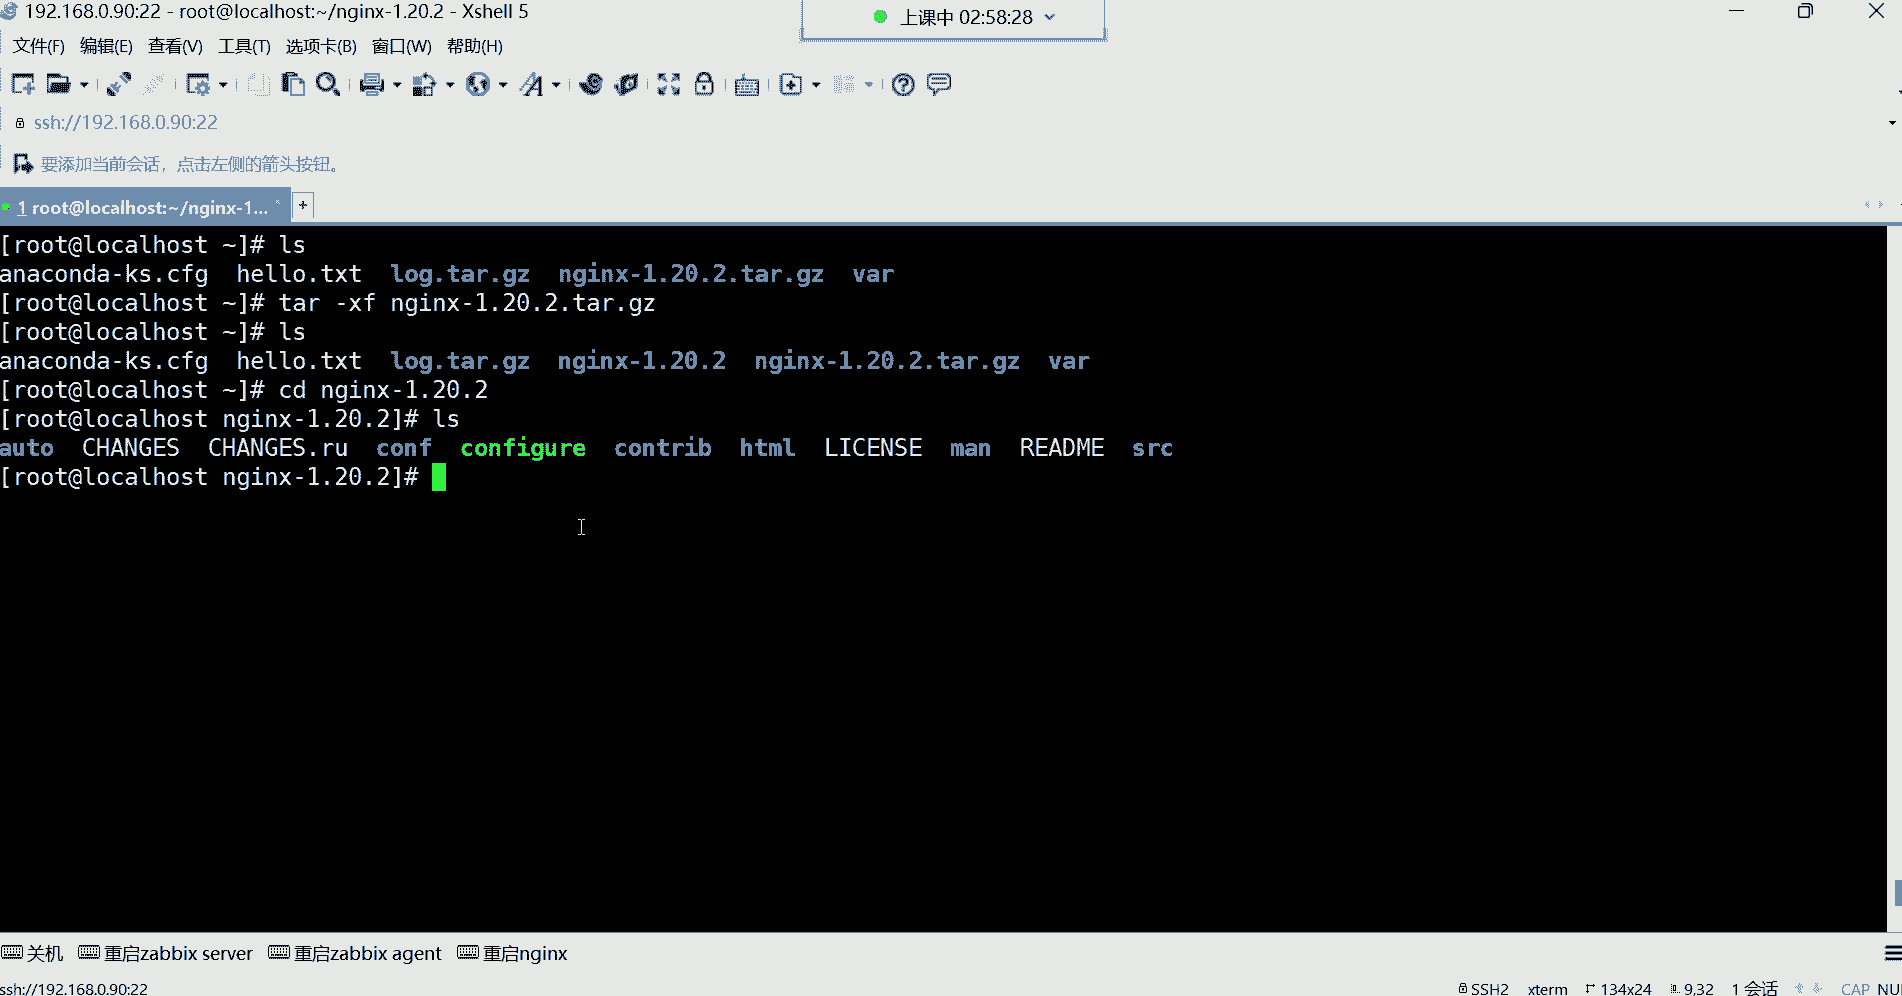 192.168.0.90:22 - root@localhost:~/nginx-1.20.2 - Xshell 5
上课中 02:58:28
文件(F) 编辑(E) 查看(V) 工具(T) 选项卡(B) 窗口(W) 帮助(H)
ssh://192.168.0.90:22
要添加当前会话，点击左侧的箭头按钮。
1 root@localhost:~/nginx-1... × +
[root@localhost ~]# ls
anaconda-ks.cfg hello.txt log.tar.gz nginx-1.20.2.tar.gz var
[root@localhost ~]# tar -xf nginx-1.20.2.tar.gz
[root@localhost ~]# ls
anaconda-ks.cfg hello.txt log.tar.gz nginx-1.20.2 nginx-1.20.2.tar.gz var
[root@localhost ~]# cd nginx-1.20.2
[root@localhost nginx-1.20.2]# ls
auto CHANGES CHANGES.ru conf configure contrib html LICENSE man README src
[root@localhost nginx-1.20.2]#
关机 重启zabbix server 重启zabbix agent 重启nginx
ssh://192.168.0.90:22 SSH2 xterm 134x24 9,32 1 会话 CAP NU